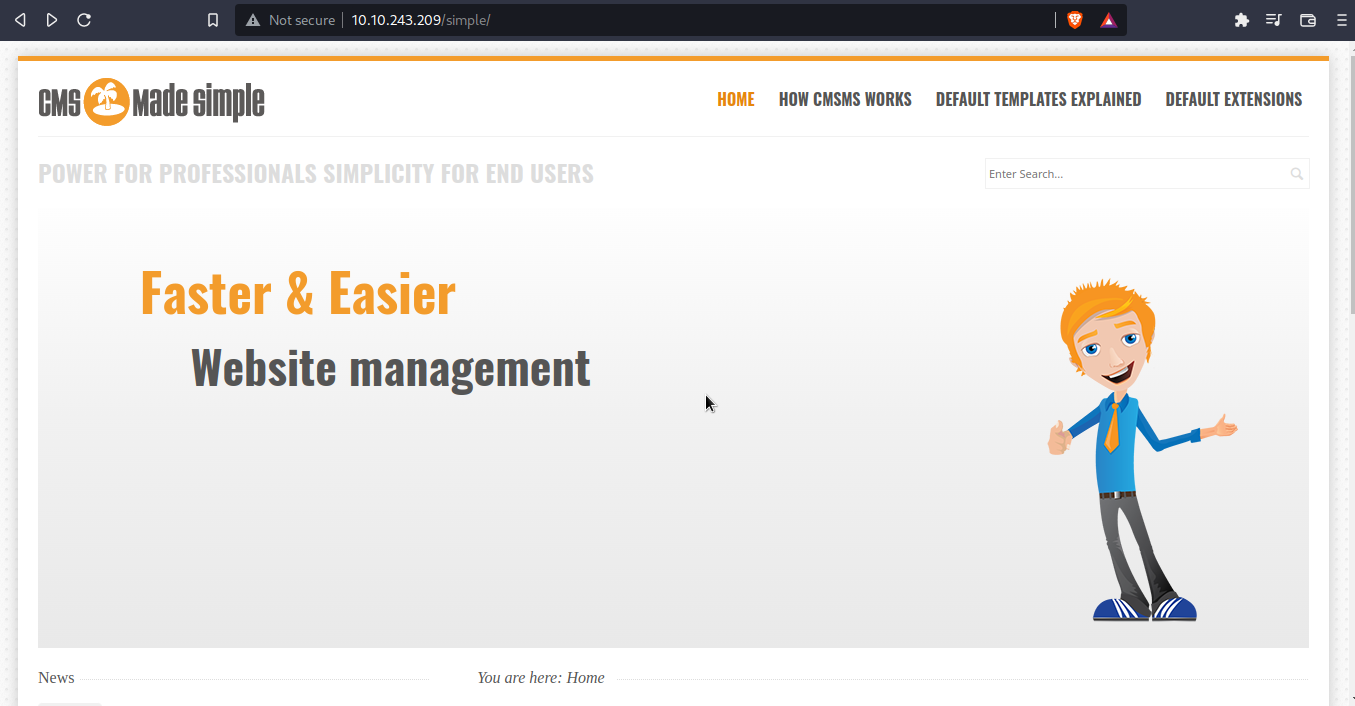 Not secure 10.10.243.209/simple/
CMS made simple
HOME HOW CMSMS WORKS DEFAULT TEMPLATES EXPLAINED DEFAULT EXTENSIONS
POWER FOR PROFESSIONALS SIMPLICITY FOR END USERS
Enter Search...
Faster & Easier
Website management
News
You are here: Home